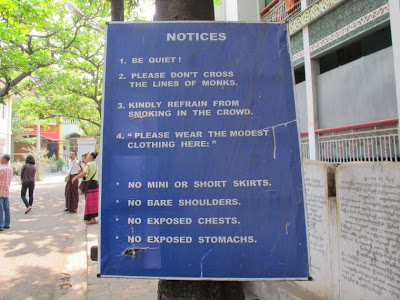 NOTICES
1. BE QUIET !
2. PLEASE DON'T CROSS
THE LINES OF MONKS.
3. KINDLY REFRAIN FROM
SMOKING IN THE CROWD.
4. “ PLEASE WEAR THE MODEST
CLOTHING HERE: ”
* NO MINI OR SHORT SKIRTS.
* NO BARE SHOULDERS.
* NO EXPOSED CHESTS.
* NO EXPOSED STOMACHS.